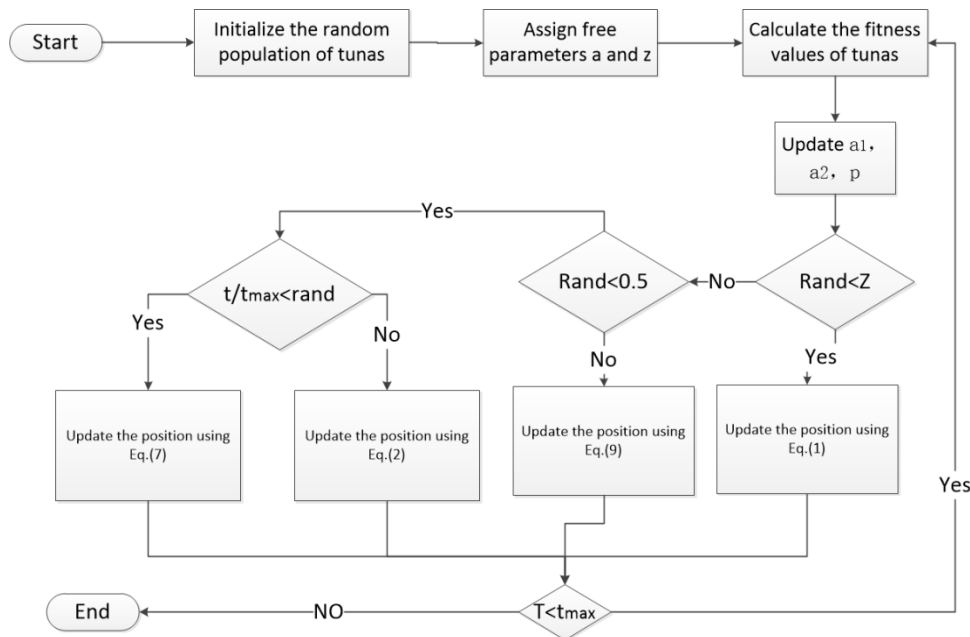 Start
Initialize the random
population of tunas
Assign free
parameters a and z
Calculate the fitness
values of tunas
Update a1,
a2, p
Yes
t/tmax<rand
Rand<0.5
No
Rand<Z
Yes
No
No
Yes
Update the position using
Eq.(7)
Update the position using
Eq.(2)
Update the position using
Eq.(9)
Update the position using
Eq.(1)
Yes
End
NO
T<tmax